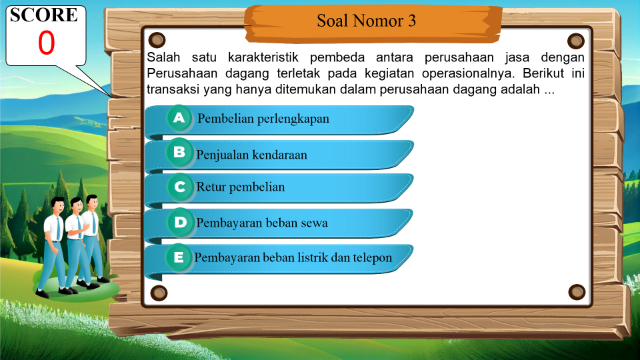 SCORE
0
Soal Nomor 3
Salah satu karakteristik pembeda antara perusahaan jasa dengan
Perusahaan dagang terletak pada kegiatan operasionalnya. Berikut ini
transaksi yang hanya ditemukan dalam perusahaan dagang adalah ...
A Pembelian perlengkapan
B Penjualan kendaraan
C Retur pembelian
D Pembayaran beban sewa
E Pembayaran beban listrik dan telepon